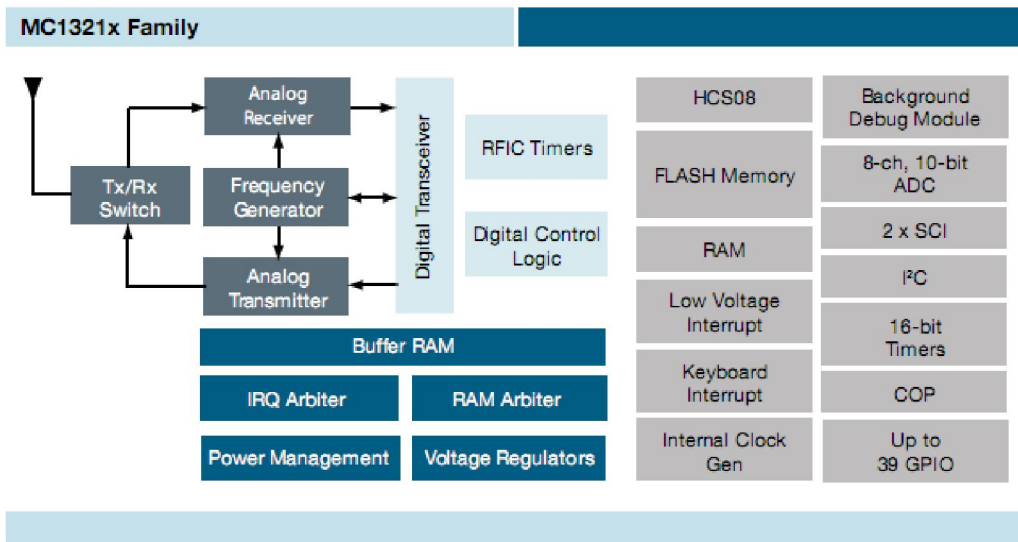 MC1321x Family
Analog
Receiver
Tx/Rx
Switch
Frequency
Generator
Analog
Transmitter
Digital Transceiver
RFIC Timers
Digital Control
Logic
Buffer RAM
IRQ Arbiter
RAM Arbiter
Power Management
Voltage Regulators
HCS08
FLASH Memory
RAM
Low Voltage
Interrupt
Keyboard
Interrupt
Internal Clock
Gen
Background
Debug Module
8-ch, 10-bit
ADC
2 x SCI
I²C
16-bit
Timers
COP
Up to
39 GPIO